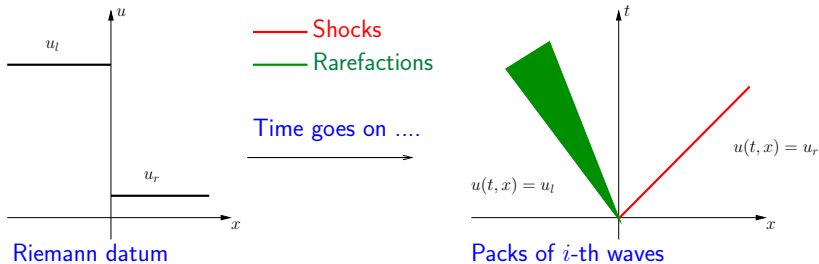 u
u_l
u_r
x
Riemann datum
Shocks
Rarefactions
Time goes on ....
t
u(t, x) = u_r
u(t, x) = u_l
x
Packs of i-th waves